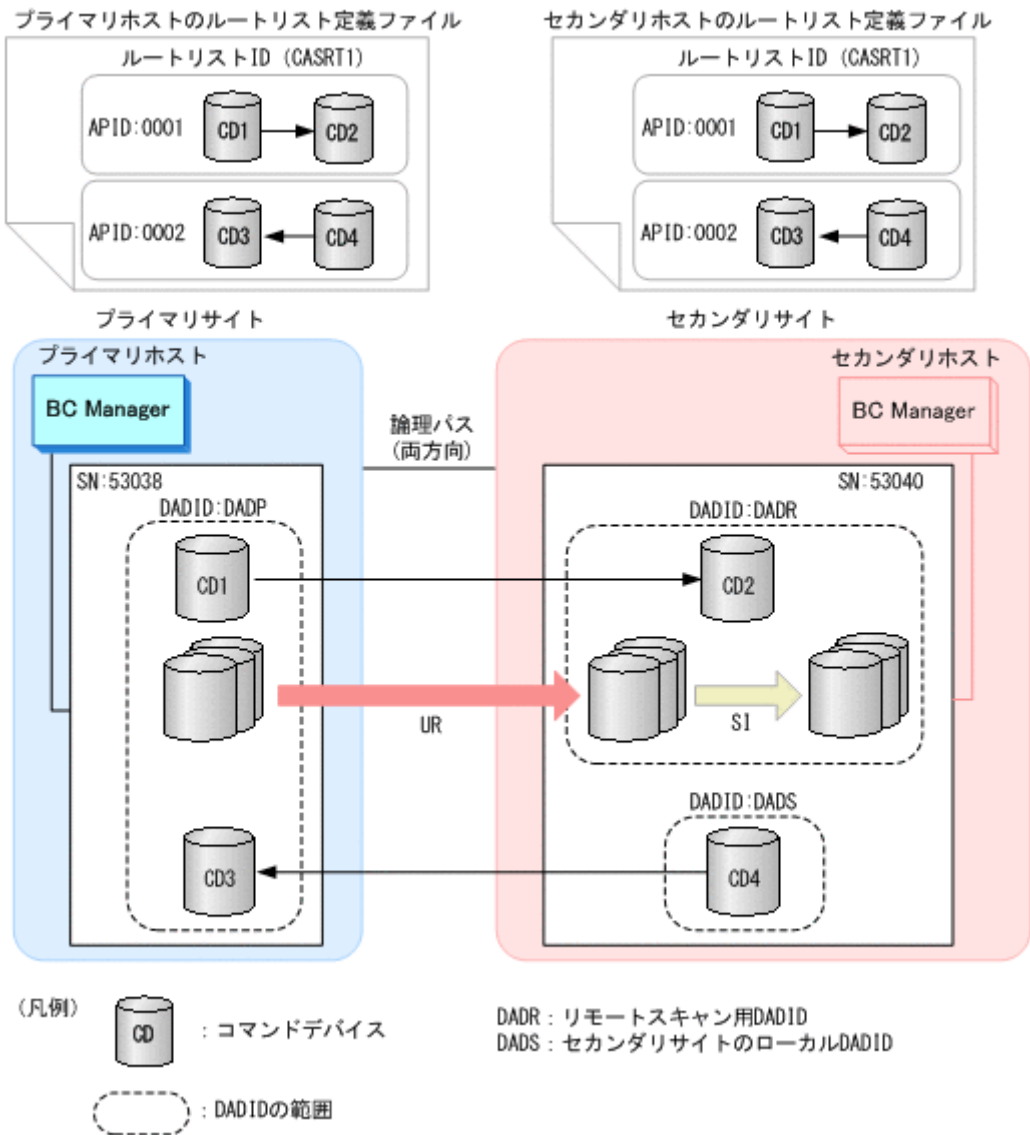 プライマリホストのルートリスト定義ファイル
ルートリストID (CASRT1)
APID:0001
CD1
CD2
APID:0002
CD3
CD4
セカンダリホストのルートリスト定義ファイル
ルートリストID (CASRT1)
APID:0001
CD1
CD2
APID:0002
CD3
CD4
プライマリサイト
セカンダリサイト
プライマリホスト
セカンダリホスト
BC Manager
論理パス
(両方向)
BC Manager
SN:53038
SN:53040
DADID:DADP
DADID:DADR
CD1
CD2
UR
SI
DADID:DADS
CD3
CD4
(凡例)
CD
：コマンドデバイス
DADR：リモートスキャン用DADID
DADS：セカンダリサイトのローカルDADID
：DADIDの範囲